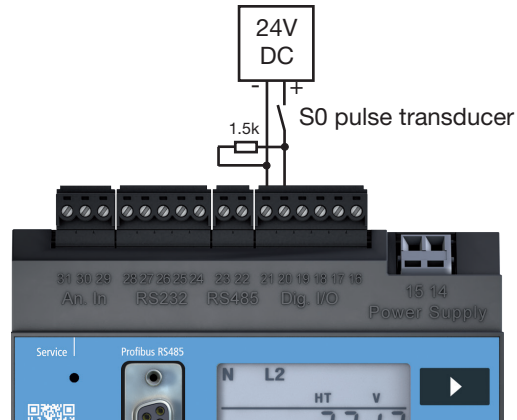 24V
DC
- +
S0 pulse transducer
1.5k
31 30 29 28 27 26 25 24 23 22 21 20 19 18 17 16
An. In RS232 RS485 Dig. I/O
15 14
Power Supply
Service
Profibus RS485
N L2
HT V